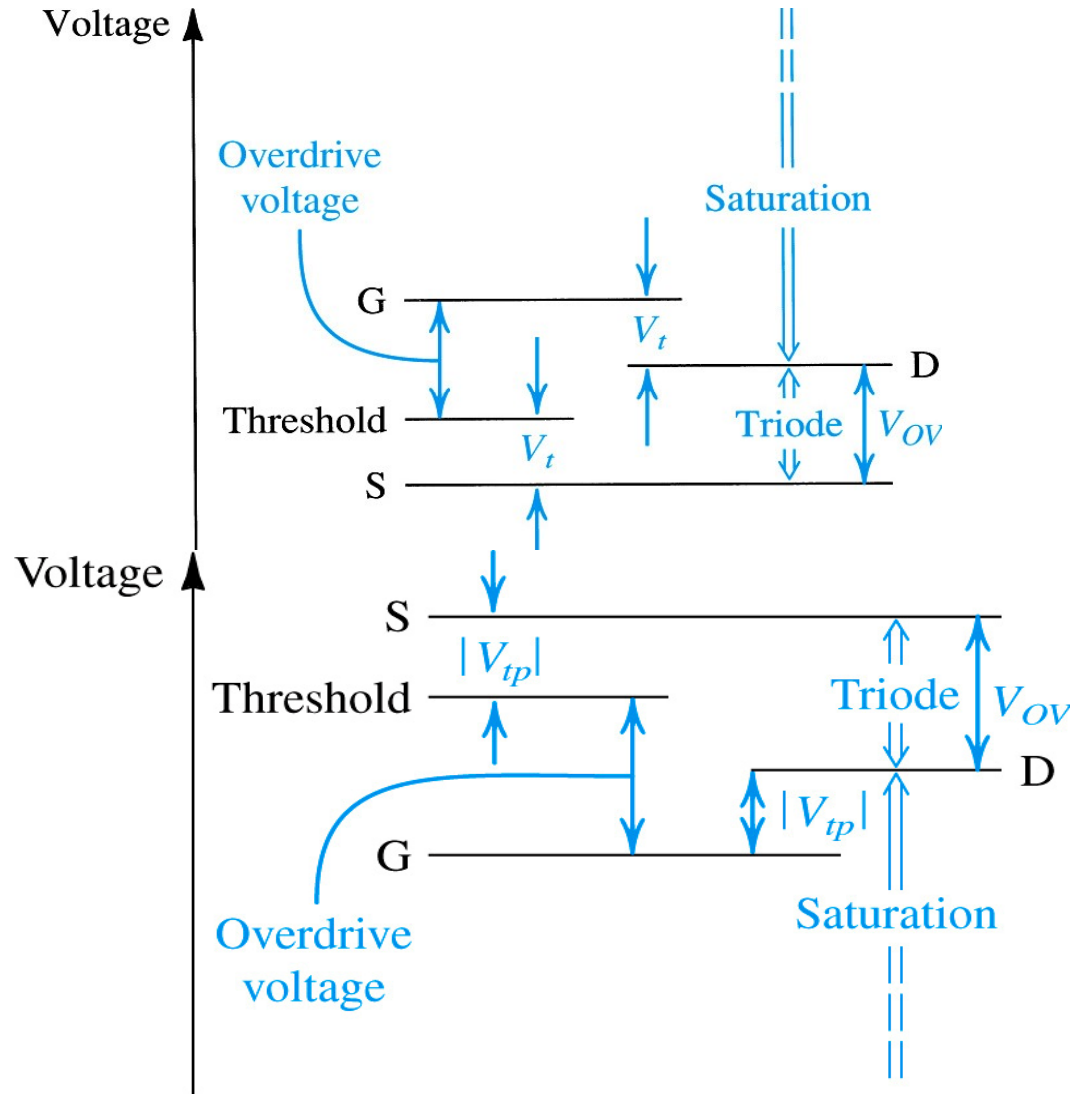 Voltage
Overdrive
voltage
Saturation
G
V_t
D
Threshold
V_t
Triode
V_OV
S
Voltage
S
|V_tp|
Threshold
Triode
V_OV
D
|V_tp|
G
Saturation
Overdrive
voltage